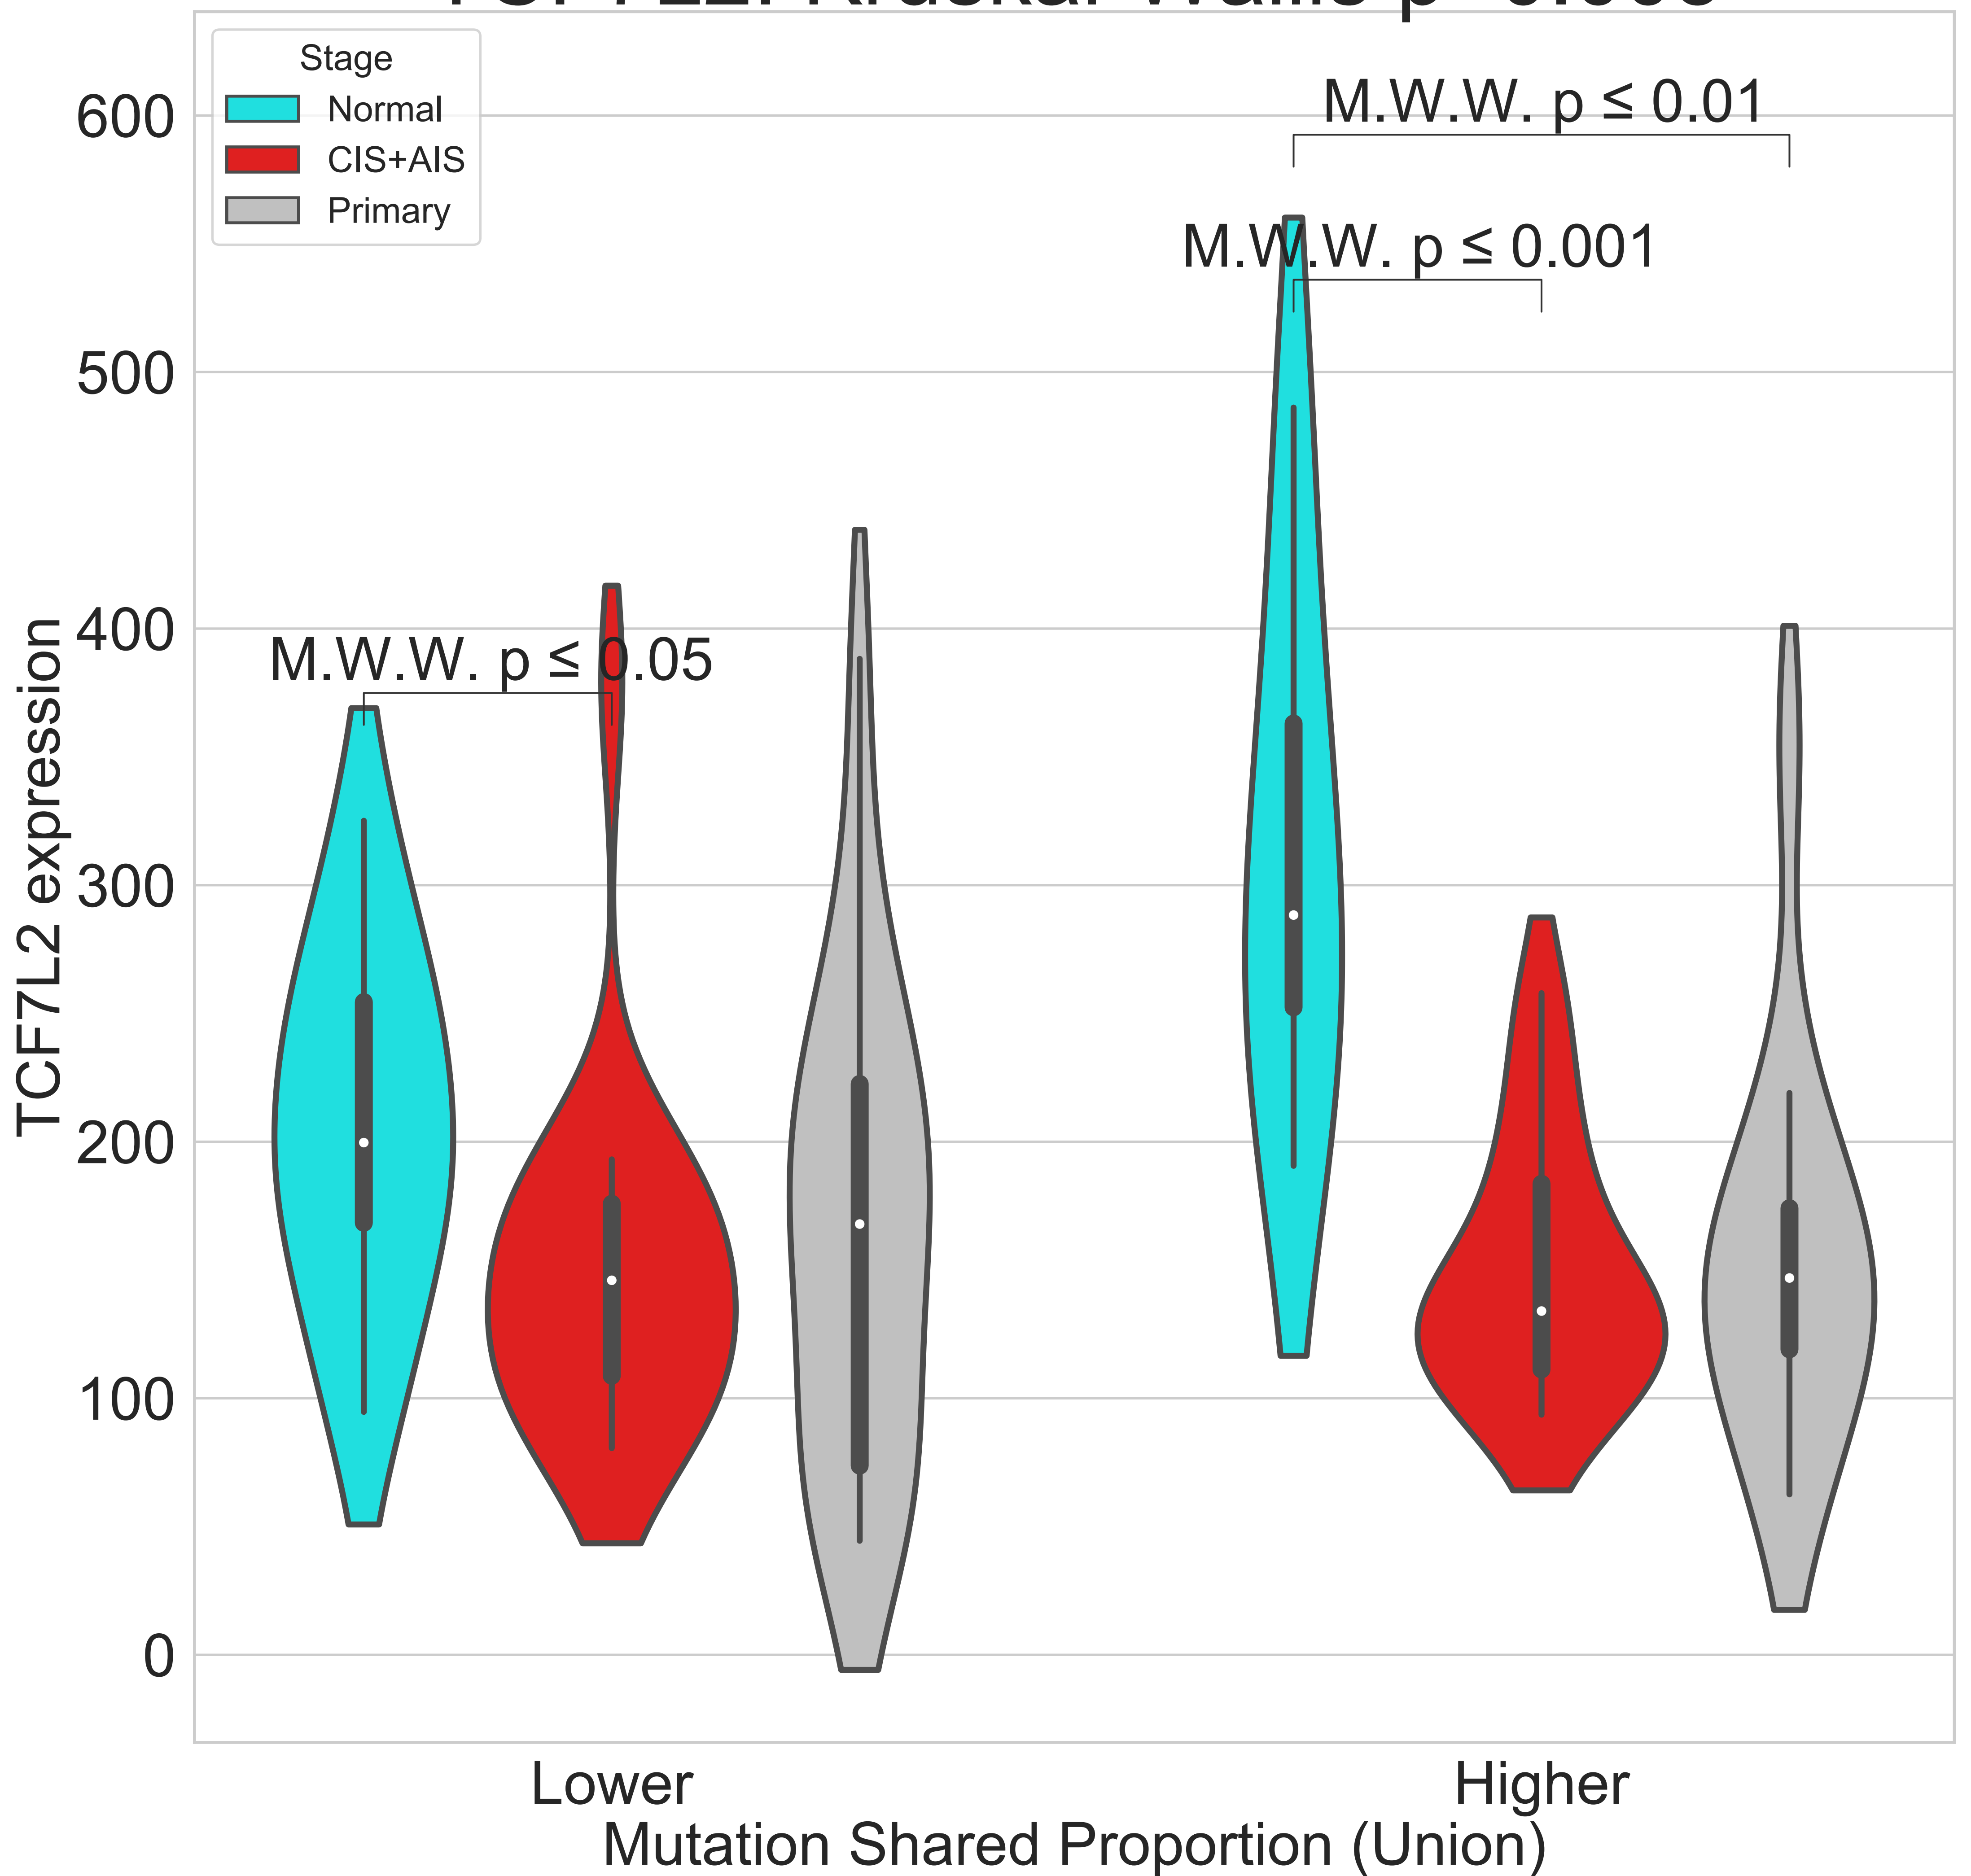 Stage
Normal
CIS+AIS
Primary
M.W.W. p ≤ 0.01
M.W.W. p ≤ 0.001
M.W.W. p ≤ 0.05
600
500
400
300
200
100
0
TCF7L2 expression
Lower
Higher
Mutation Shared Proportion (Union)